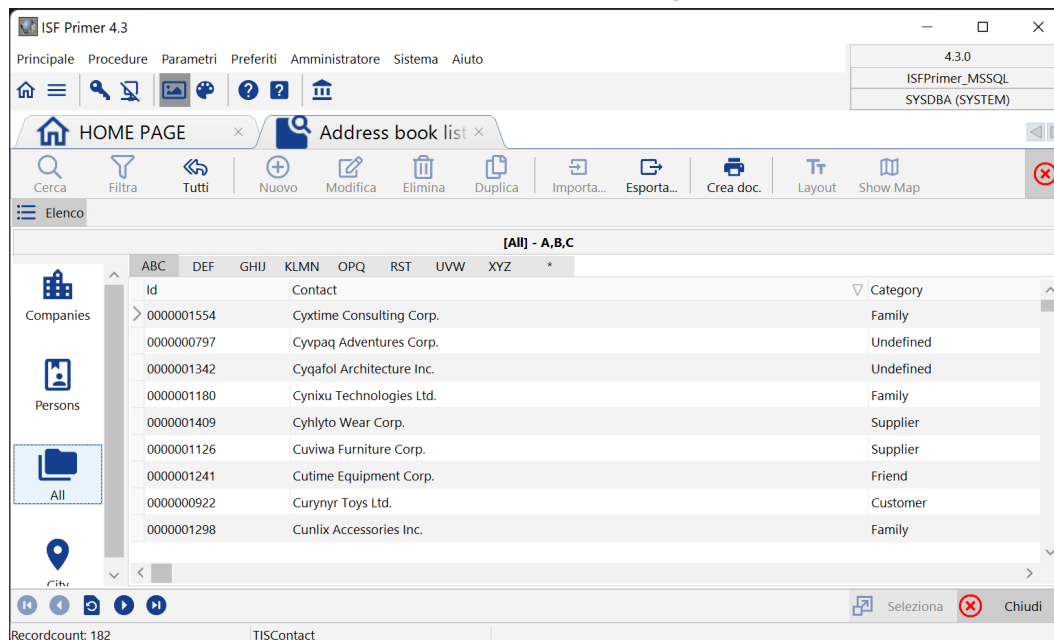 ISF Primer 4.3
Principale Procedure Parametri Preferiti Amministratore Sistema Aiuto
4.3.0
ISFPrimer_MSSQL
SYSDBA (SYSTEM)
HOME PAGE
Address book list
Cerca Filtra Tutti Nuovo Modifica Elimina Duplica Importa... Esporta... Crea doc. Layout Show Map
Elenco
[All] - A,B,C
ABC DEF GHIJ KLMN OPQ RST UVW XYZ *
Id Contact Category
0000001554 Cyxtime Consulting Corp. Family
0000000797 Cyvpaq Adventures Corp. Undefined
0000001342 Cyqafol Architecture Inc. Undefined
0000001180 Cynixu Technologies Ltd. Family
0000001409 Cyhlyto Wear Corp. Supplier
0000001126 Cuviwa Furniture Corp. Supplier
0000001241 Cutime Equipment Corp. Friend
0000000922 Curynyr Toys Ltd. Customer
0000001298 Cunlix Accessories Inc. Family
Companies
Persons
All
City
Seleziona Chiudi
Recordcount: 182 TISContact